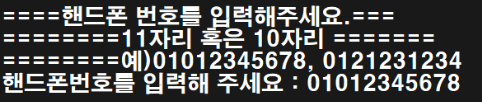 ====핸드폰 번호를 입력해주세요.===
========11자리 혹은 10자리 =======
========예)01012345678, 0121231234
핸드폰번호를 입력해 주세요 : 01012345678